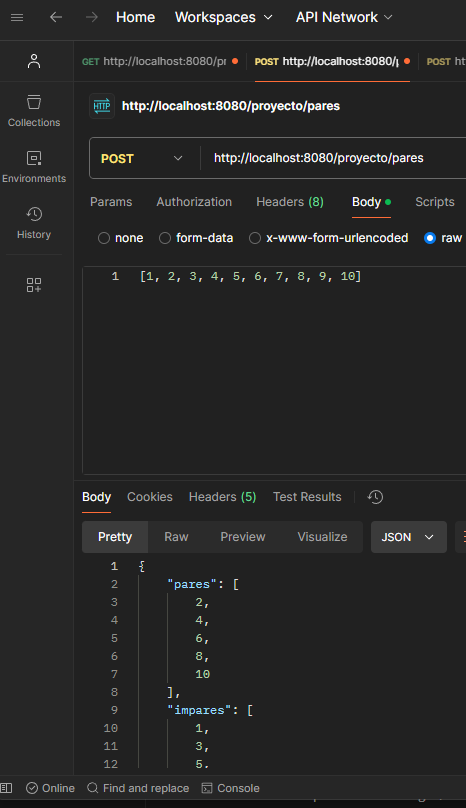 Home Workspaces API Network
GET http://localhost:8080/pr POST http://localhost:8080/p POST ht
HTTP http://localhost:8080/proyecto/pares
Collections
Environments
History
POST http://localhost:8080/proyecto/pares
Params Authorization Headers (8) Body Scripts
none form-data x-www-form-urlencoded raw
1 [1, 2, 3, 4, 5, 6, 7, 8, 9, 10]
Body Cookies Headers (5) Test Results
Pretty Raw Preview Visualize JSON
1 {
2 "pares": [
3 2,
4 4,
5 6,
6 8,
7 10
8 ],
9 "impares": [
10 1,
11 3,
12 5,
Online Find and replace Console